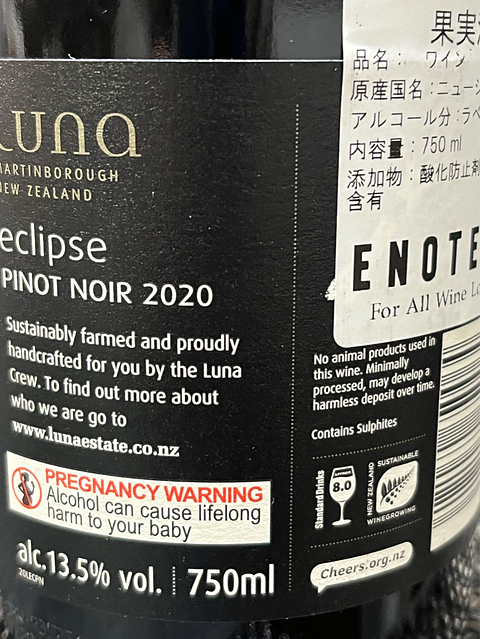 Luna
MARTINBOROUGH
NEW ZEALAND
eclipse
PINOT NOIR 2020
Sustainably farmed and proudly
handcrafted for you by the Luna
Crew. To find out more about
who we are go to
www.lunaestate.co.nz
PREGNANCY WARNING
Alcohol can cause lifelong
harm to your baby
alc.13.5% vol. 750ml
20LECPN
果実
品名： ワイン
原産国名：ニュー
アルコール分：ラベ
内容量：750 ml
添加物：酸化防止剤
含有
ENOTE
For All Wine Lo
No animal products used in
this wine. Minimally
processed, may develop a
harmless deposit over time.
Contains Sulphites
Standard Drinks
8.0
NEW ZEALAND
SUSTAINABLE
WINEGROWING
Cheers.org.nz